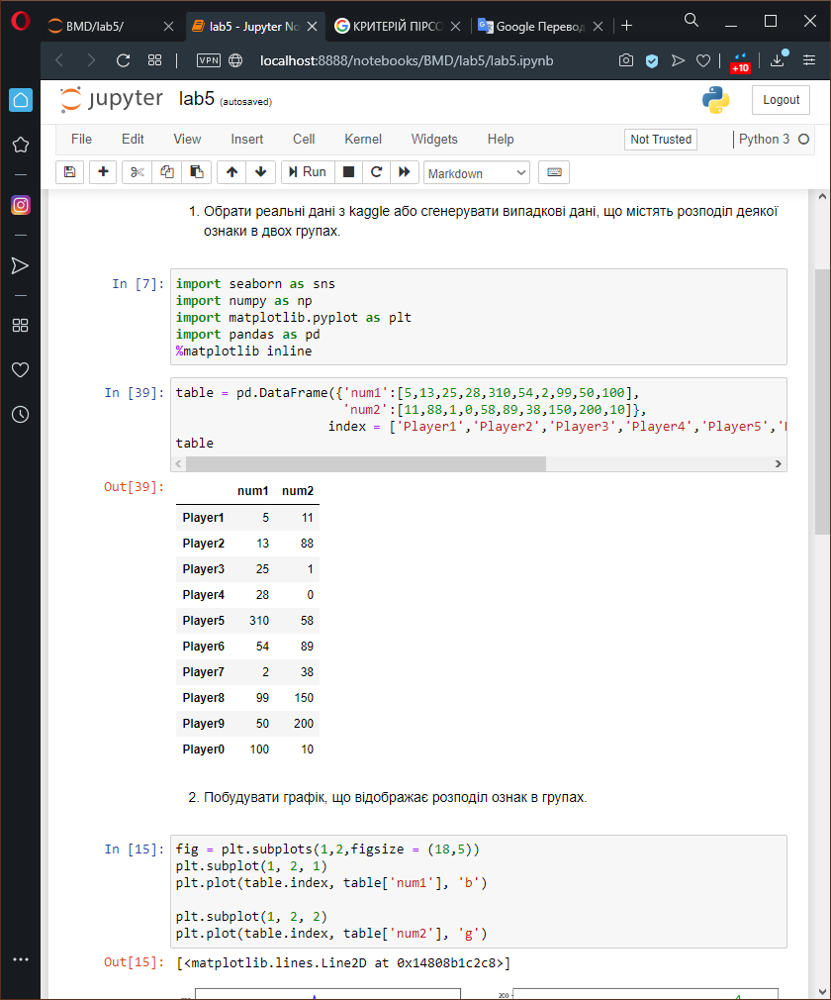 BMD/lab5/
lab5 - Jupyter No
КРИТЕРІЙ ПІРСО
Google Перевод
VPN
localhost:8888/notebooks/BMD/lab5/lab5.ipynb
+10
jupyter lab5 (autosaved)
Logout
File Edit View Insert Cell Kernel Widgets Help
Not Trusted
Python 3
Run
Markdown
1. Обрати реальні дані з kaggle або сгенерувати випадкові дані, що містять розподіл деякої
ознаки в двох групах.
In [7]:
import seaborn as sns
import numpy as np
import matplotlib.pyplot as plt
import pandas as pd
%matplotlib inline
In [39]:
table = pd.DataFrame({'num1':[5,13,25,28,310,54,2,99,50,100],
'num2':[11,88,1,0,58,89,38,150,200,10]},
index = ['Player1','Player2','Player3','Player4','Player5','
table
Out[39]:
num1 num2
Player1 5 11
Player2 13 88
Player3 25 1
Player4 28 0
Player5 310 58
Player6 54 89
Player7 2 38
Player8 99 150
Player9 50 200
Player0 100 10
2. Побудувати графік, що відображає розподіл ознак в групах.
In [15]:
fig = plt.subplots(1,2,figsize = (18,5))
plt.subplot(1, 2, 1)
plt.plot(table.index, table['num1'], 'b')
plt.subplot(1, 2, 2)
plt.plot(table.index, table['num2'], 'g')
Out[15]:
[<matplotlib.lines.Line2D at 0x14808b1c2c8>]
200